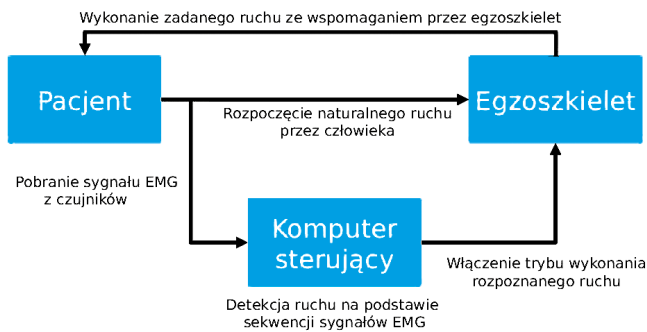 Wykonanie zadanego ruchu ze wspomaganiem przez egzoszkielet
Pacjent
Egzoszkielet
Rozpoczęcie naturalnego ruchu
przez człowieka
Pobranie sygnału EMG
z czujników
Komputer
sterujący
Włączenie trybu wykonania
rozpoznanego ruchu
Detekcja ruchu na podstawie
sekwencji sygnałów EMG